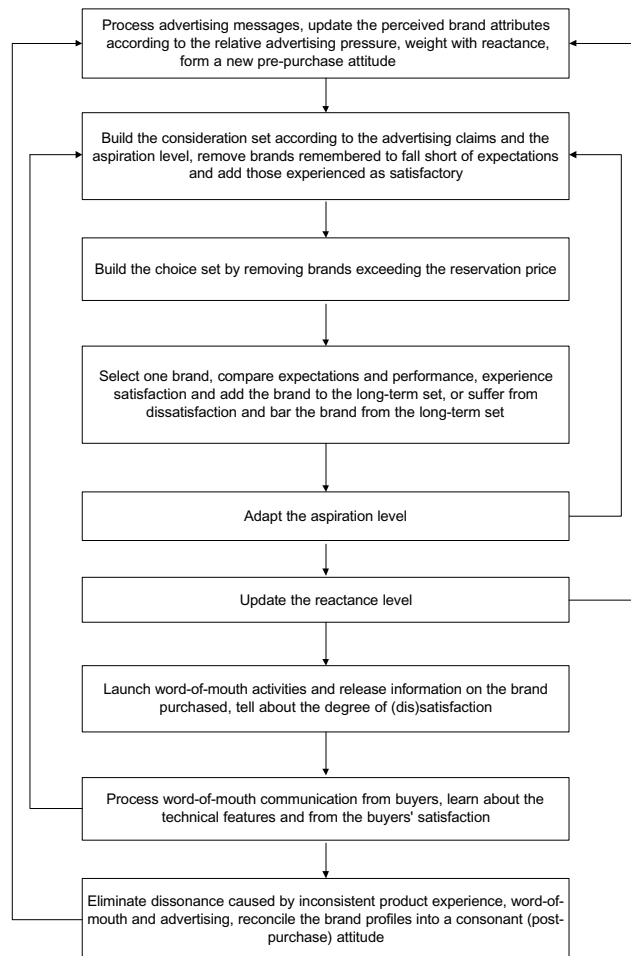 Process advertising messages, update the perceived brand attributes
according to the relative advertising pressure, weight with reactance,
form a new pre-purchase attitude
Build the consideration set according to the advertising claims and the
aspiration level, remove brands remembered to fall short of expectations
and add those experienced as satisfactory
Build the choice set by removing brands exceeding the reservation price
Select one brand, compare expectations and performance, experience
satisfaction and add the brand to the long-term set, or suffer from
dissatisfaction and bar the brand from the long-term set
Adapt the aspiration level
Update the reactance level
Launch word-of-mouth activities and release information on the brand
purchased, tell about the degree of (dis)satisfaction
Process word-of-mouth communication from buyers, learn about the
technical features and from the buyers' satisfaction
Eliminate dissonance caused by inconsistent product experience, word-of-
mouth and advertising, reconcile the brand profiles into a consonant (post-
purchase) attitude